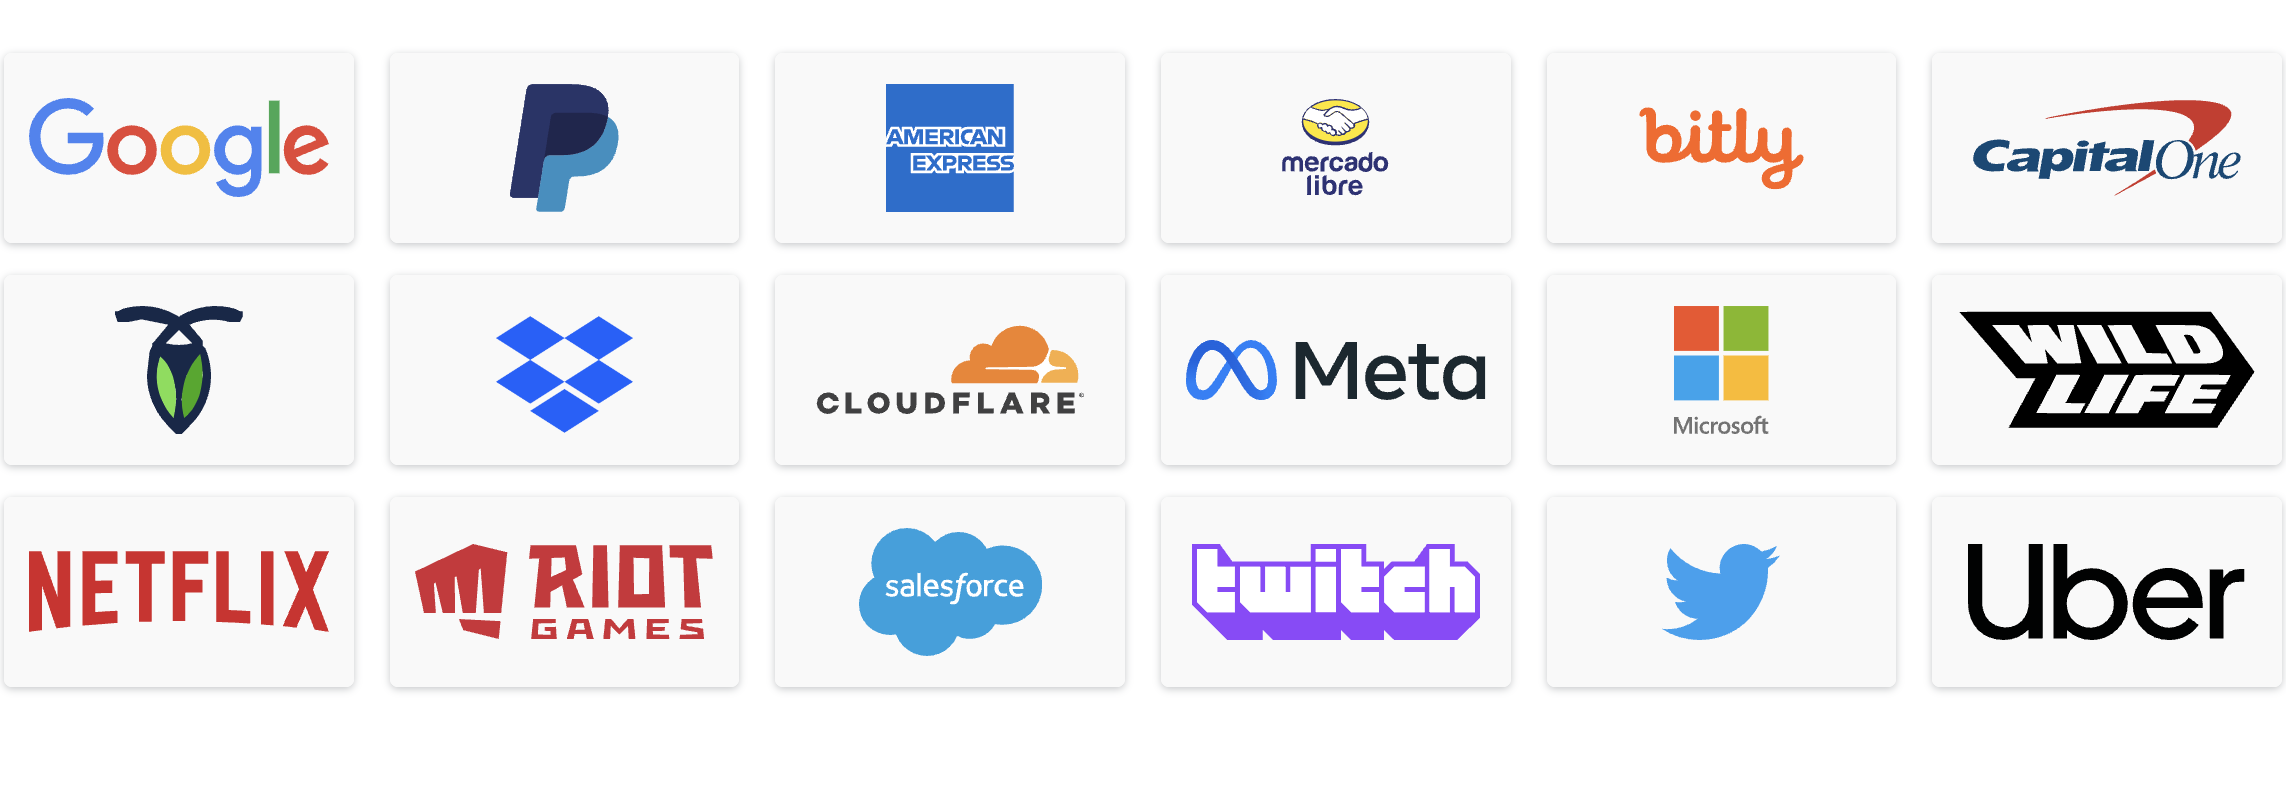 Google
AMERICAN
EXPRESS
mercado
libre
bitly
CapitalOne
CLOUDFLARE
Meta
Microsoft
WILD
LIFE
NETFLIX
RIOT
GAMES
salesforce
twitch
Uber